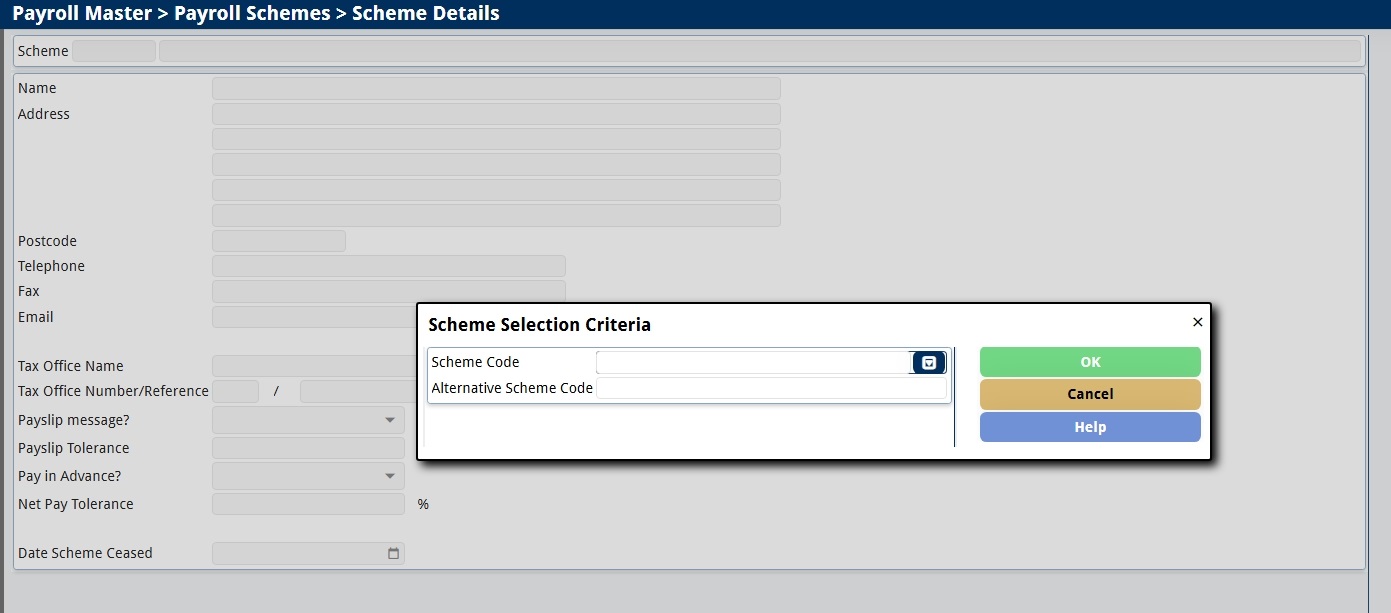 Payroll Master > Payroll Schemes > Scheme Details
Scheme
Name
Address
Postcode
Telephone
Fax
Email
Tax Office Name
Tax Office Number/Reference /
Payslip message?
Payslip Tolerance
Pay in Advance?
Net Pay Tolerance %
Date Scheme Ceased
Scheme Selection Criteria ×
Scheme Code
Alternative Scheme Code
OK
Cancel
Help